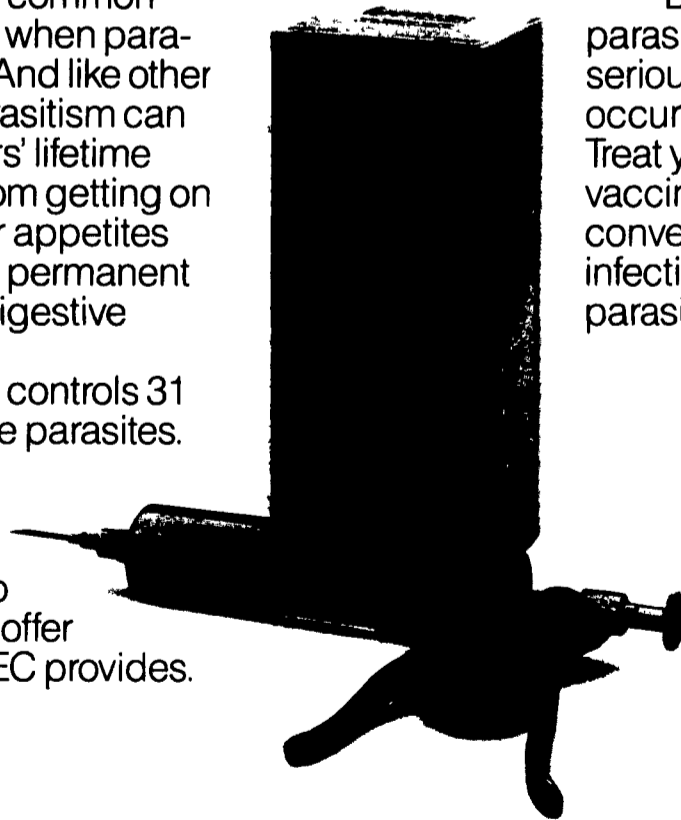 common
when para-
And like other
asitism can
rs' lifetime
om getting on
r appetites
permanent
igestive
controls 31
e parasites.
o
offer
EC provides.
paras
seriou
occur
Treat y
vaccin
conve
infecti
parasi